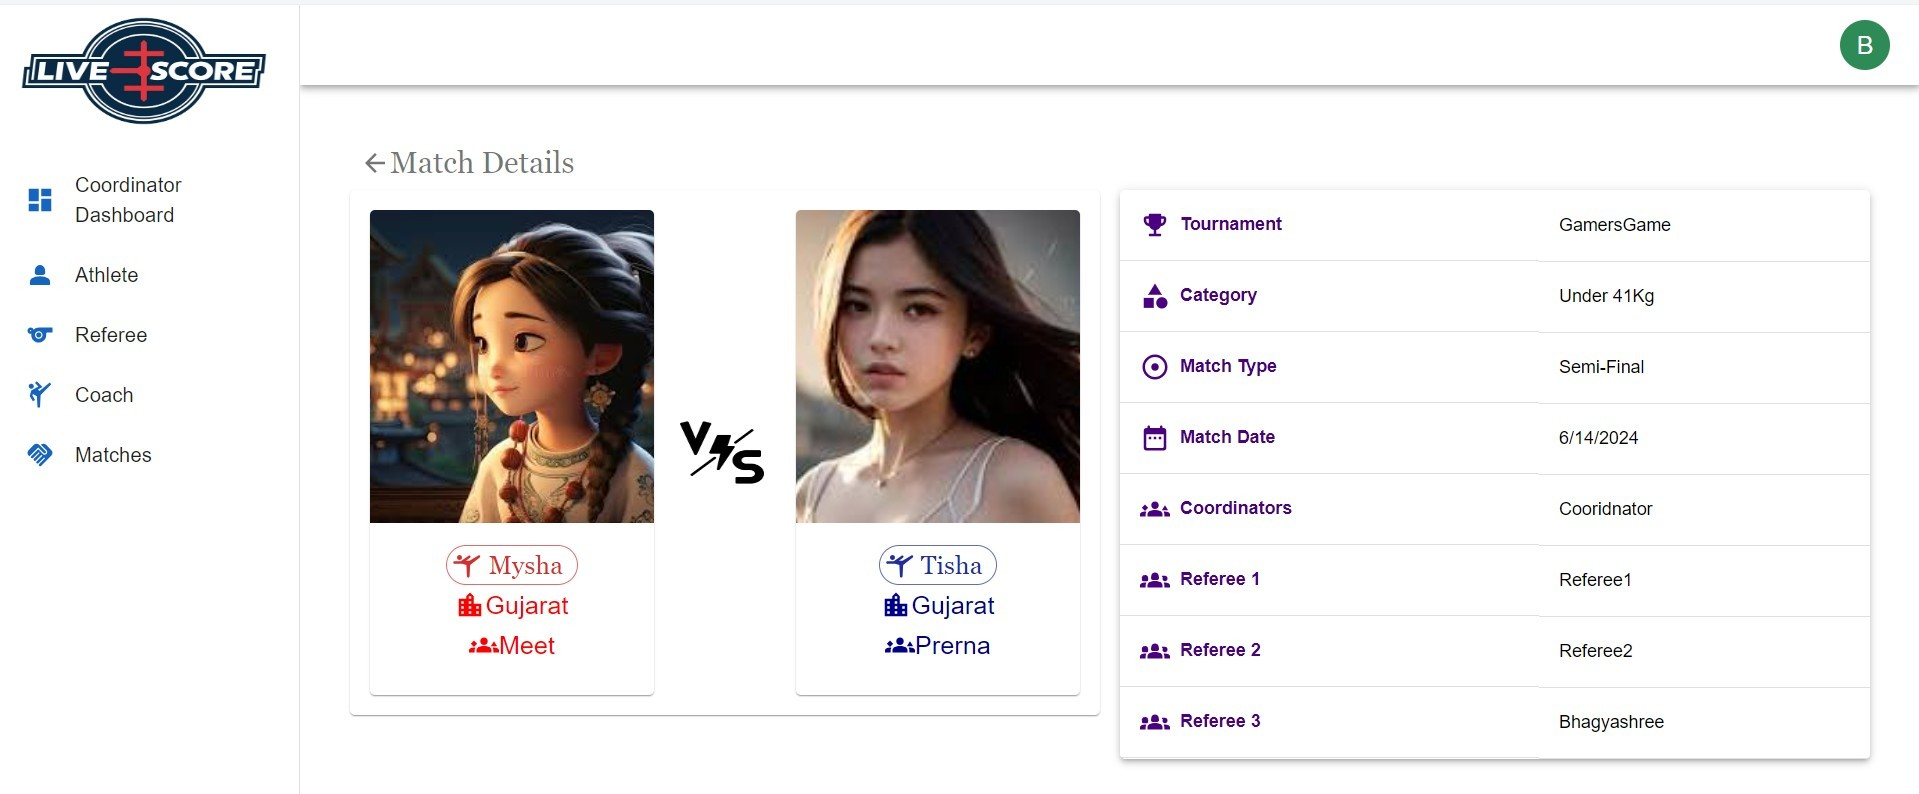 LIVE SCORE
B
Coordinator
Dashboard
Athlete
Referee
Coach
Matches
Match Details
VS
Mysha
Gujarat
Meet
Tisha
Gujarat
Prerna
Tournament GamersGame
Category Under 41Kg
Match Type Semi-Final
Match Date 6/14/2024
Coordinators Cooridnator
Referee 1 Referee1
Referee 2 Referee2
Referee 3 Bhagyashree